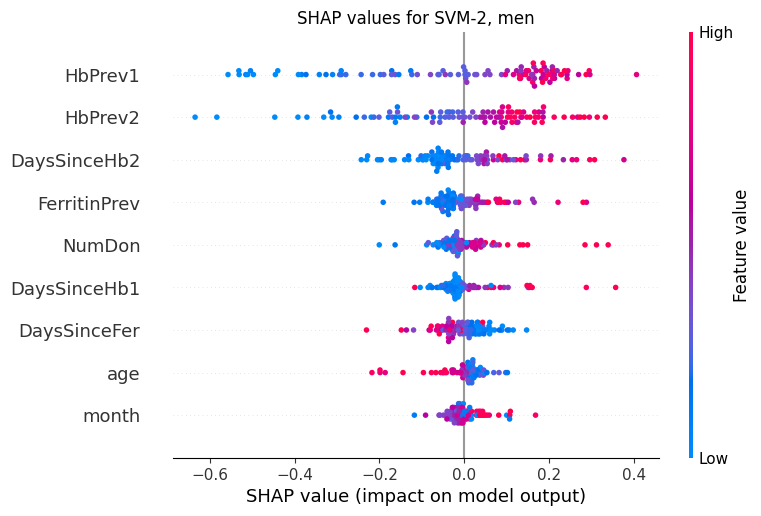 SHAP values for SVM-2, men
High
HbPrev1
HbPrev2
DaysSinceHb2
FerritinPrev
NumDon
DaysSinceHb1
DaysSinceFer
age
month
Feature value
Low
−0.6 −0.4 −0.2 0.0 0.2 0.4
SHAP value (impact on model output)